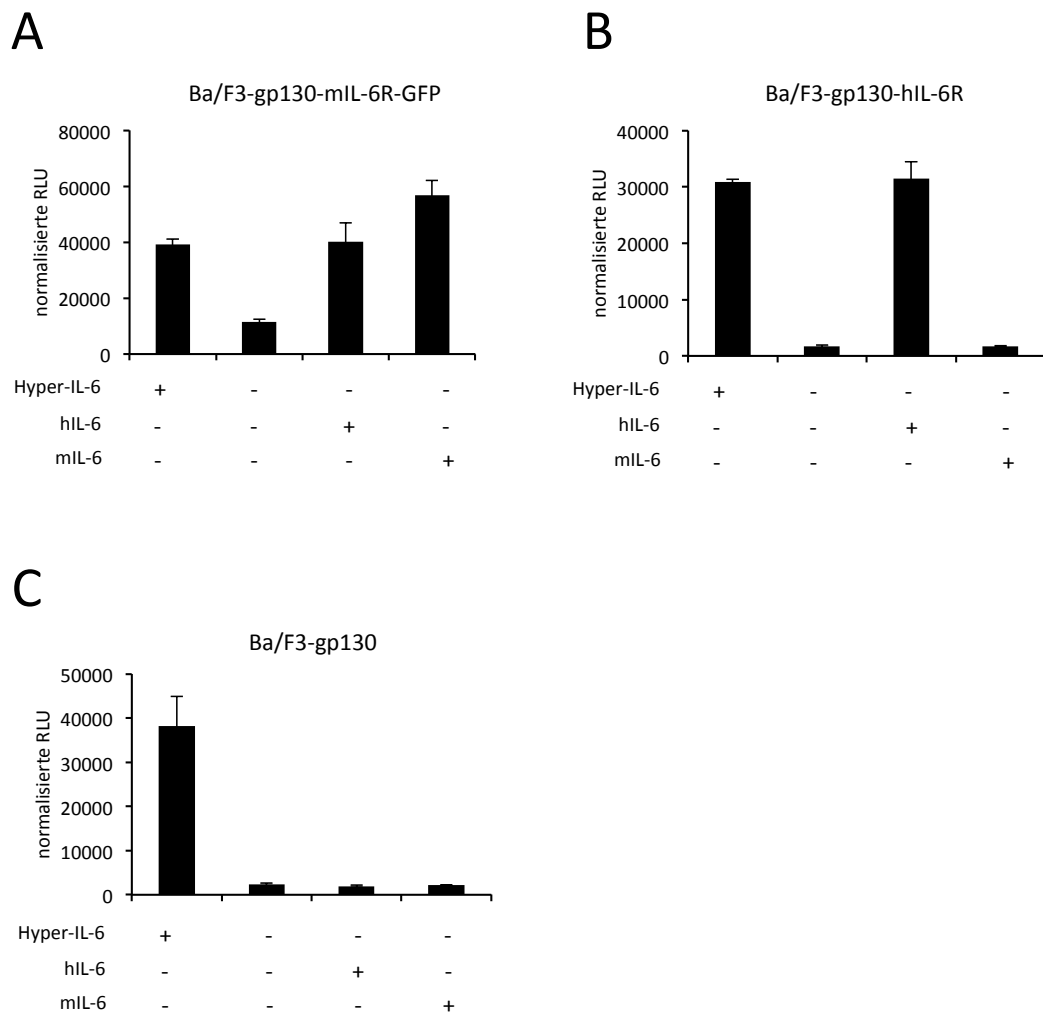 A
Ba/F3-gp130-mIL-6R-GFP
normalisierte RLU
80000
60000
40000
20000
0
Hyper-IL-6 + - - -
hIL-6 - - + -
mIL-6 - - - +
B
Ba/F3-gp130-hIL-6R
normalisierte RLU
40000
30000
20000
10000
0
Hyper-IL-6 + - - -
hIL-6 - - + -
mIL-6 - - - +
C
Ba/F3-gp130
normalisierte RLU
50000
40000
30000
20000
10000
0
Hyper-IL-6 + - - -
hIL-6 - - + -
mIL-6 - - - +